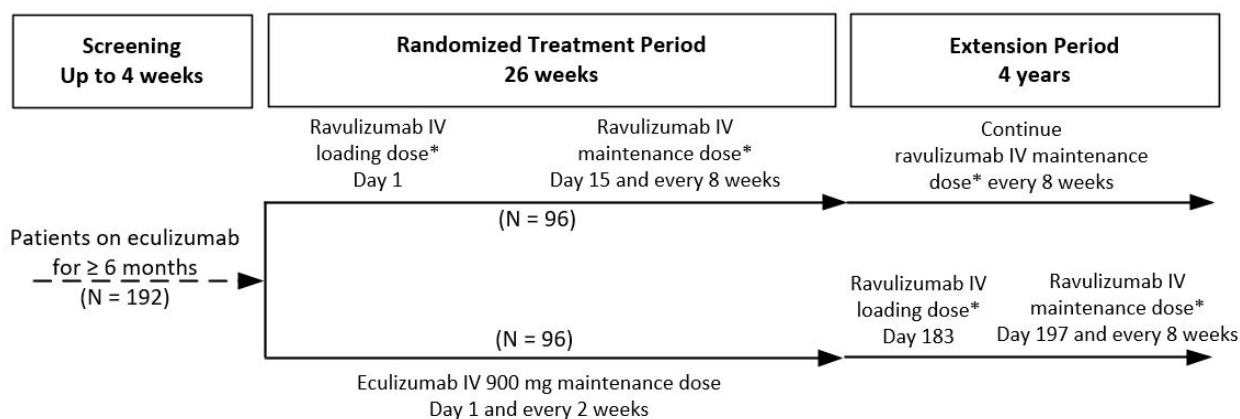 Screening
Up to 4 weeks
Randomized Treatment Period
26 weeks
Extension Period
4 years
Ravulizumab IV
loading dose*
Day 1
Ravulizumab IV
maintenance dose*
Day 15 and every 8 weeks
Continue
ravulizumab IV maintenance
dose* every 8 weeks
(N = 96)
Patients on eculizumab
for ≥ 6 months
(N = 192)
Ravulizumab IV
loading dose*
Day 183
Ravulizumab IV
maintenance dose*
Day 197 and every 8 weeks
(N = 96)
Eculizumab IV 900 mg maintenance dose
Day 1 and every 2 weeks